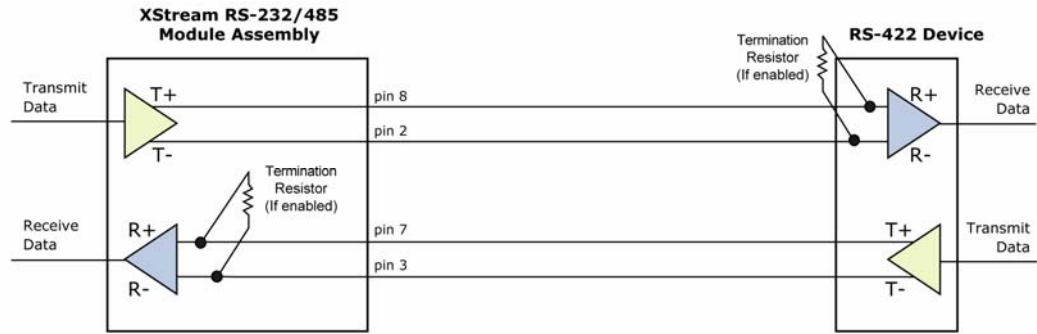 XStream RS-232/485
Module Assembly
RS-422 Device
Termination
Resistor
(If enabled)
Transmit
Data
T+
T-
pin 8
pin 2
R+
R-
Receive
Data
Termination
Resistor
(If enabled)
Receive
Data
R+
R-
pin 7
pin 3
T+
T-
Transmit
Data